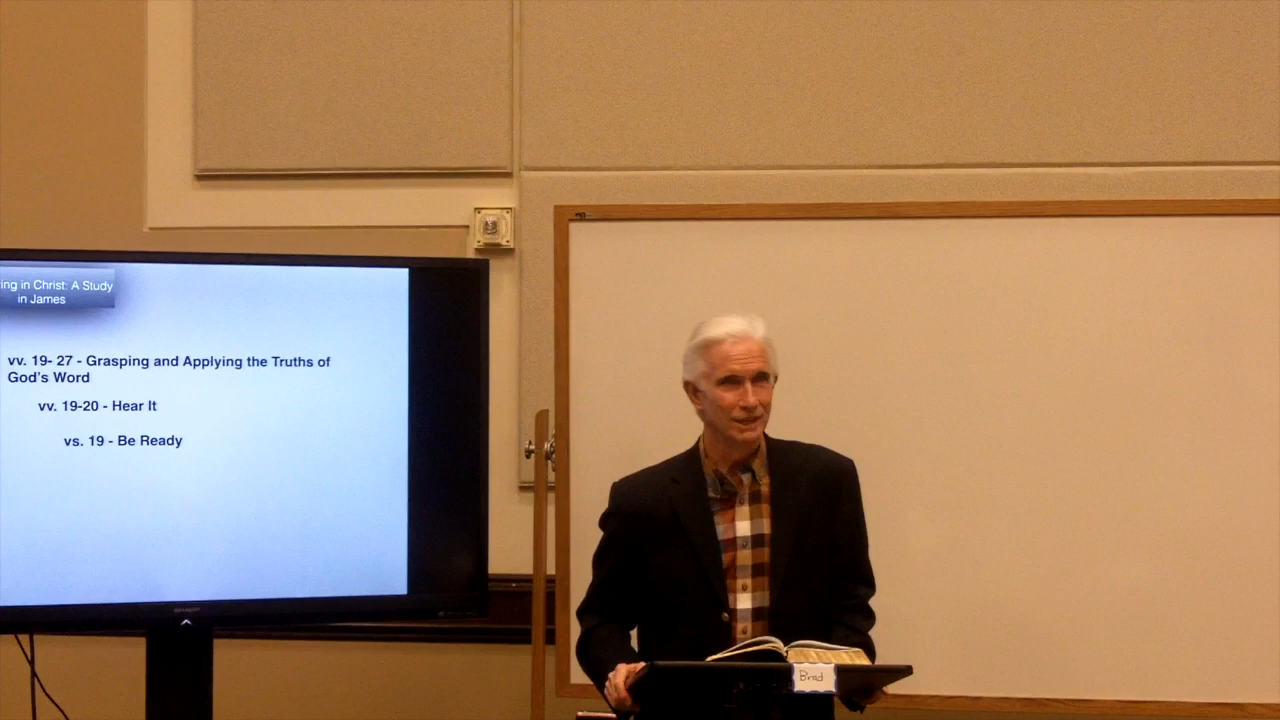 ing in Christ: A Study
in James
vv. 19- 27 - Grasping and Applying the Truths of
God's Word
vv. 19-20 - Hear It
vs. 19 - Be Ready
SHARP
Brad